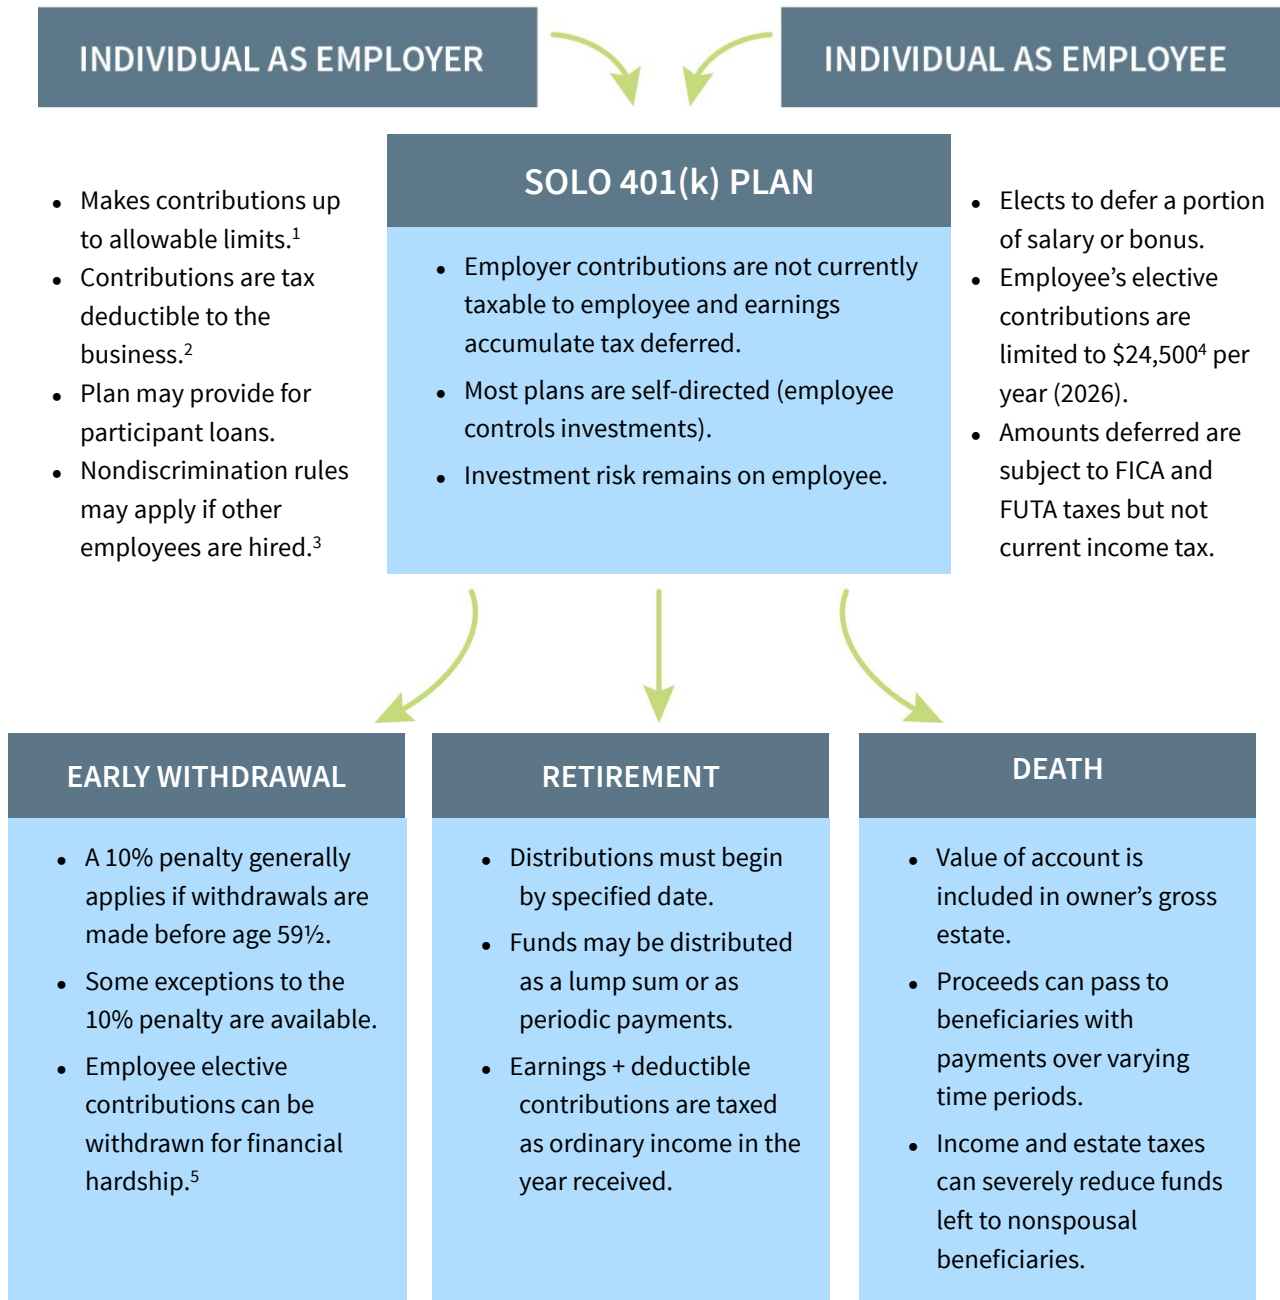 INDIVIDUAL AS EMPLOYER
INDIVIDUAL AS EMPLOYEE
• Makes contributions up
to allowable limits.¹
• Contributions are tax
deductible to the
business.²
• Plan may provide for
participant loans.
• Nondiscrimination rules
may apply if other
employees are hired.³
SOLO 401(k) PLAN
• Employer contributions are not currently
taxable to employee and earnings
accumulate tax deferred.
• Most plans are self-directed (employee
controls investments).
• Investment risk remains on employee.
• Elects to defer a portion
of salary or bonus.
• Employee’s elective
contributions are
limited to $24,500⁴ per
year (2026).
• Amounts deferred are
subject to FICA and
FUTA taxes but not
current income tax.
EARLY WITHDRAWAL
• A 10% penalty generally
applies if withdrawals are
made before age 59½.
• Some exceptions to the
10% penalty are available.
• Employee elective
contributions can be
withdrawn for financial
hardship.⁵
RETIREMENT
• Distributions must begin
by specified date.
• Funds may be distributed
as a lump sum or as
periodic payments.
• Earnings + deductible
contributions are taxed
as ordinary income in the
year received.
DEATH
• Value of account is
included in owner’s gross
estate.
• Proceeds can pass to
beneficiaries with
payments over varying
time periods.
• Income and estate taxes
can severely reduce funds
left to nonspousal
beneficiaries.